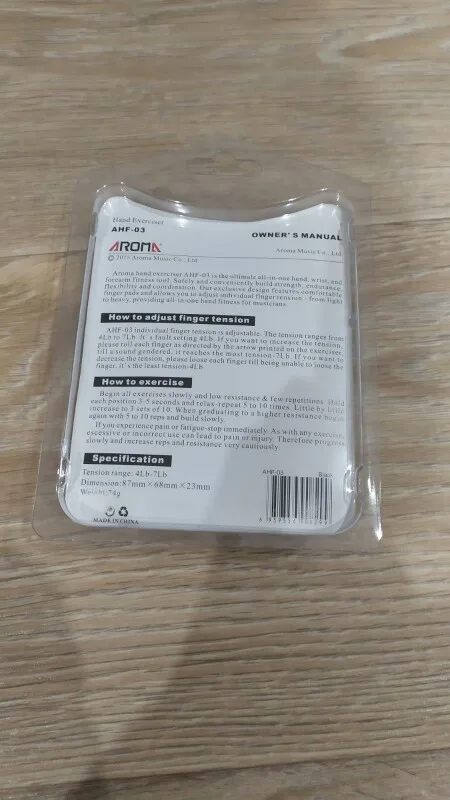 Hand Exerciser
AHF-03
OWNER'S MANUAL
AROMA
Aroma Music Co., Ltd
Aroma Music Co., Ltd
Aroma hand exerciser AHF-03 is the ultimate all-in-one hand, wrist, and
forearm fitness tool. Safely and conveniently build strength, endurance,
flexibility and coordination. Our exclusive design features comfortable
finger pads and allows you to adjust individual finger tension - from light
to heavy, providing all-in-one hand fitness for musicians.
How to adjust finger tension
AHF-03 individual finger tension is adjustable. The tension ranges from
4Lb to 7Lb. It's fault setting 4Lb. If you want to increase the tension,
please roll each finger as directed by the arrow printed on the exerciser
till a sound gendered, it reaches the most tension-7Lb. If you want to
decrease the tension, please loose each finger till being unable to loose the
finger, it's the least tension-4Lb
How to exercise
Begin all exercises slowly and low resistance & few repetitions. Hold
each position 3-5 seconds and relax-repeat 5 to 10 times. Little by little
increase to 3 sets of 10. When graduating to a higher resistance begin
again with 5 to 10 reps and build slowly.
If you experience pain or fatigue-stop immediately. As with any exercise,
excessive or incorrect use can lead to pain or injury. Therefore progress
slowly and increase reps and resistance very cautiously.
Specification
Tension range: 4Lb-7Lb
Dimension:87mm×68mm×23mm
Weight:74g
AHF-03 Black
MADE IN CHINA